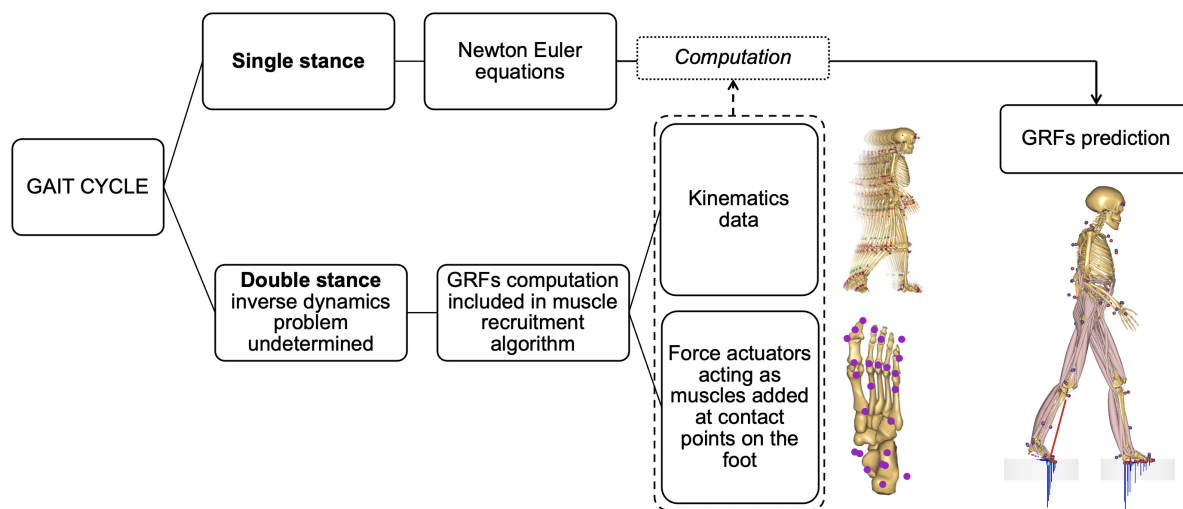 GAIT CYCLE
Single stance
Newton Euler
equations
Computation
GRFs prediction
Double stance
inverse dynamics
problem
undetermined
GRFs computation
included in muscle
recruitment
algorithm
Kinematics
data
Force actuators
acting as
muscles added
at contact
points on the
foot